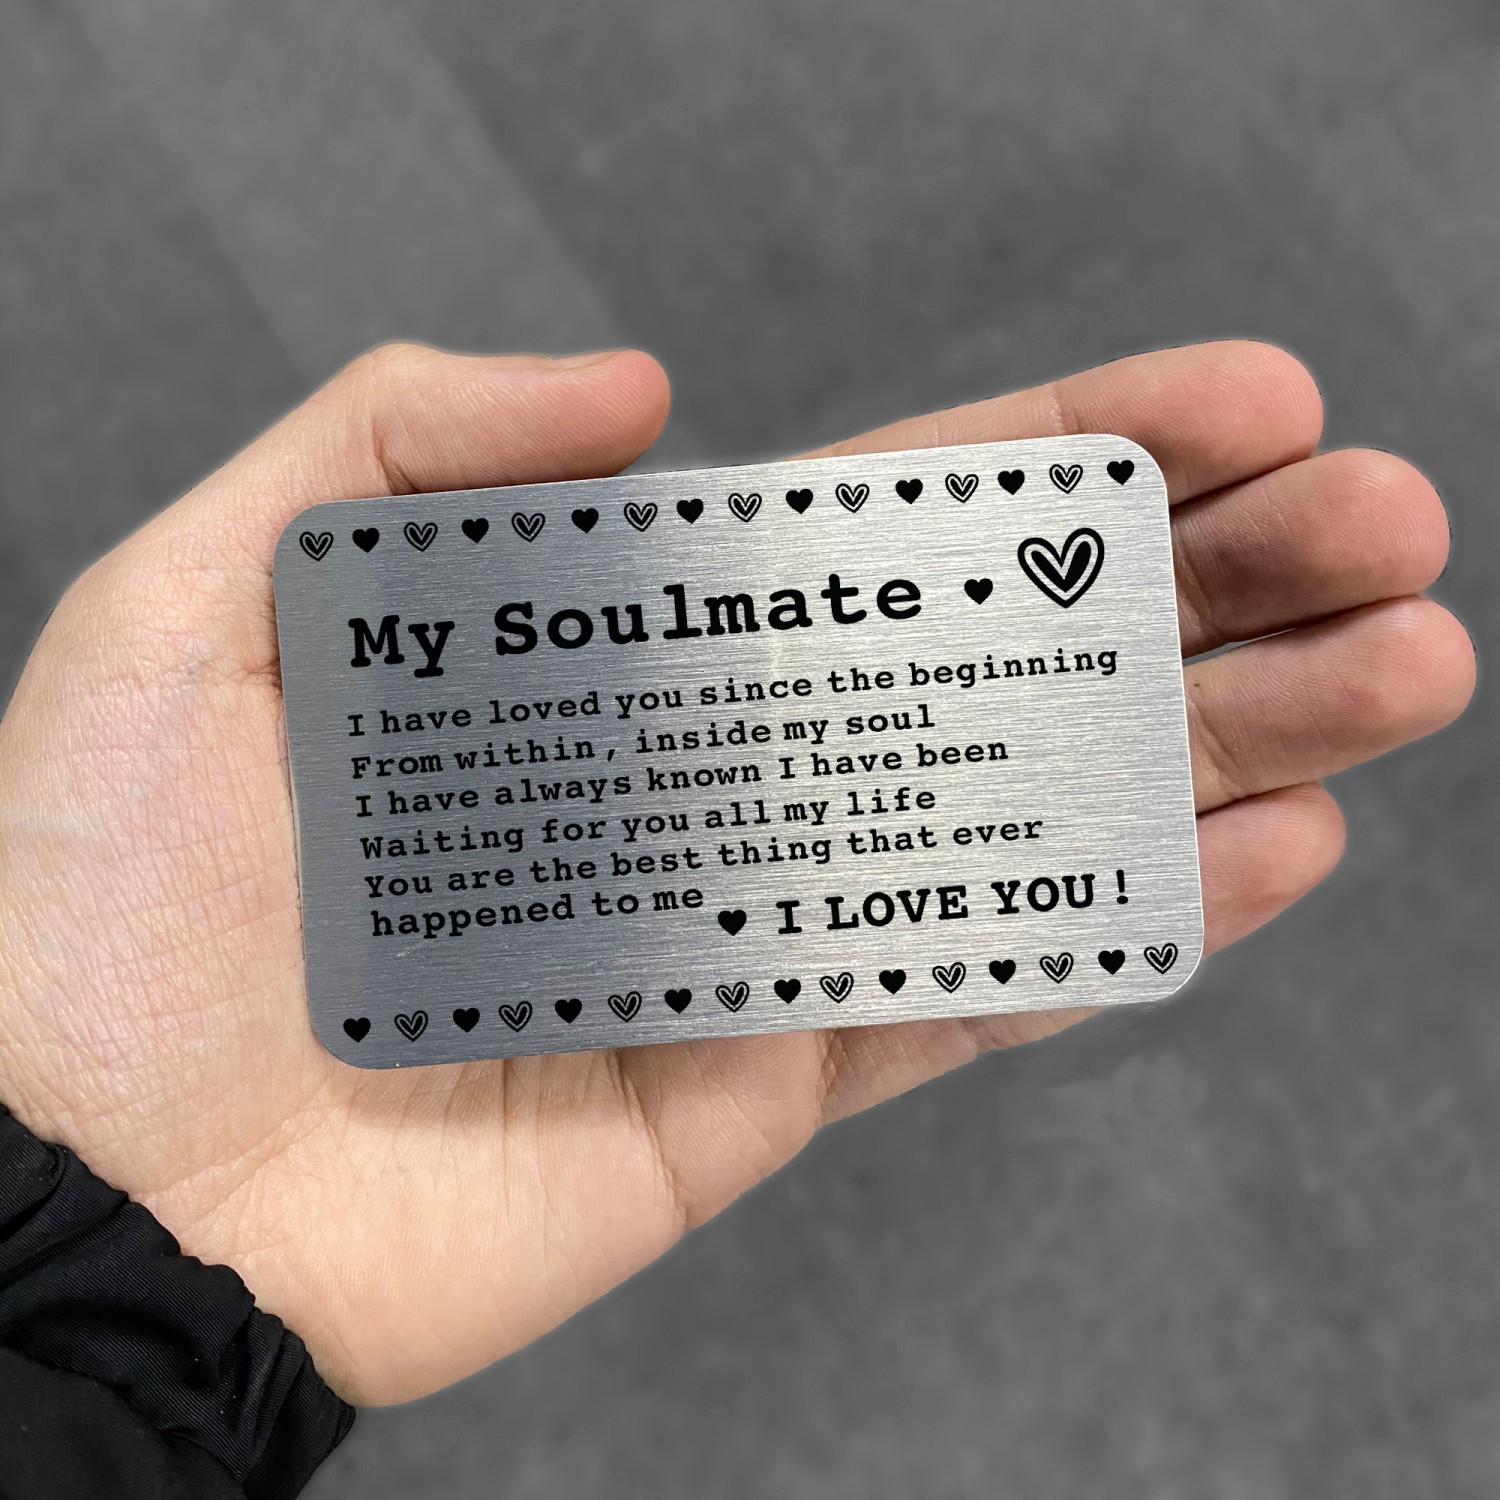 My Soulmate
I have loved you since the beginning
From within, inside my soul
I have always known I have been
Waiting for you all my life
You are the best thing that ever
happened to me
I LOVE YOU!